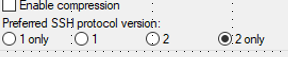 Enable compression
Preferred SSH protocol version:
1 only 1 2 2 only